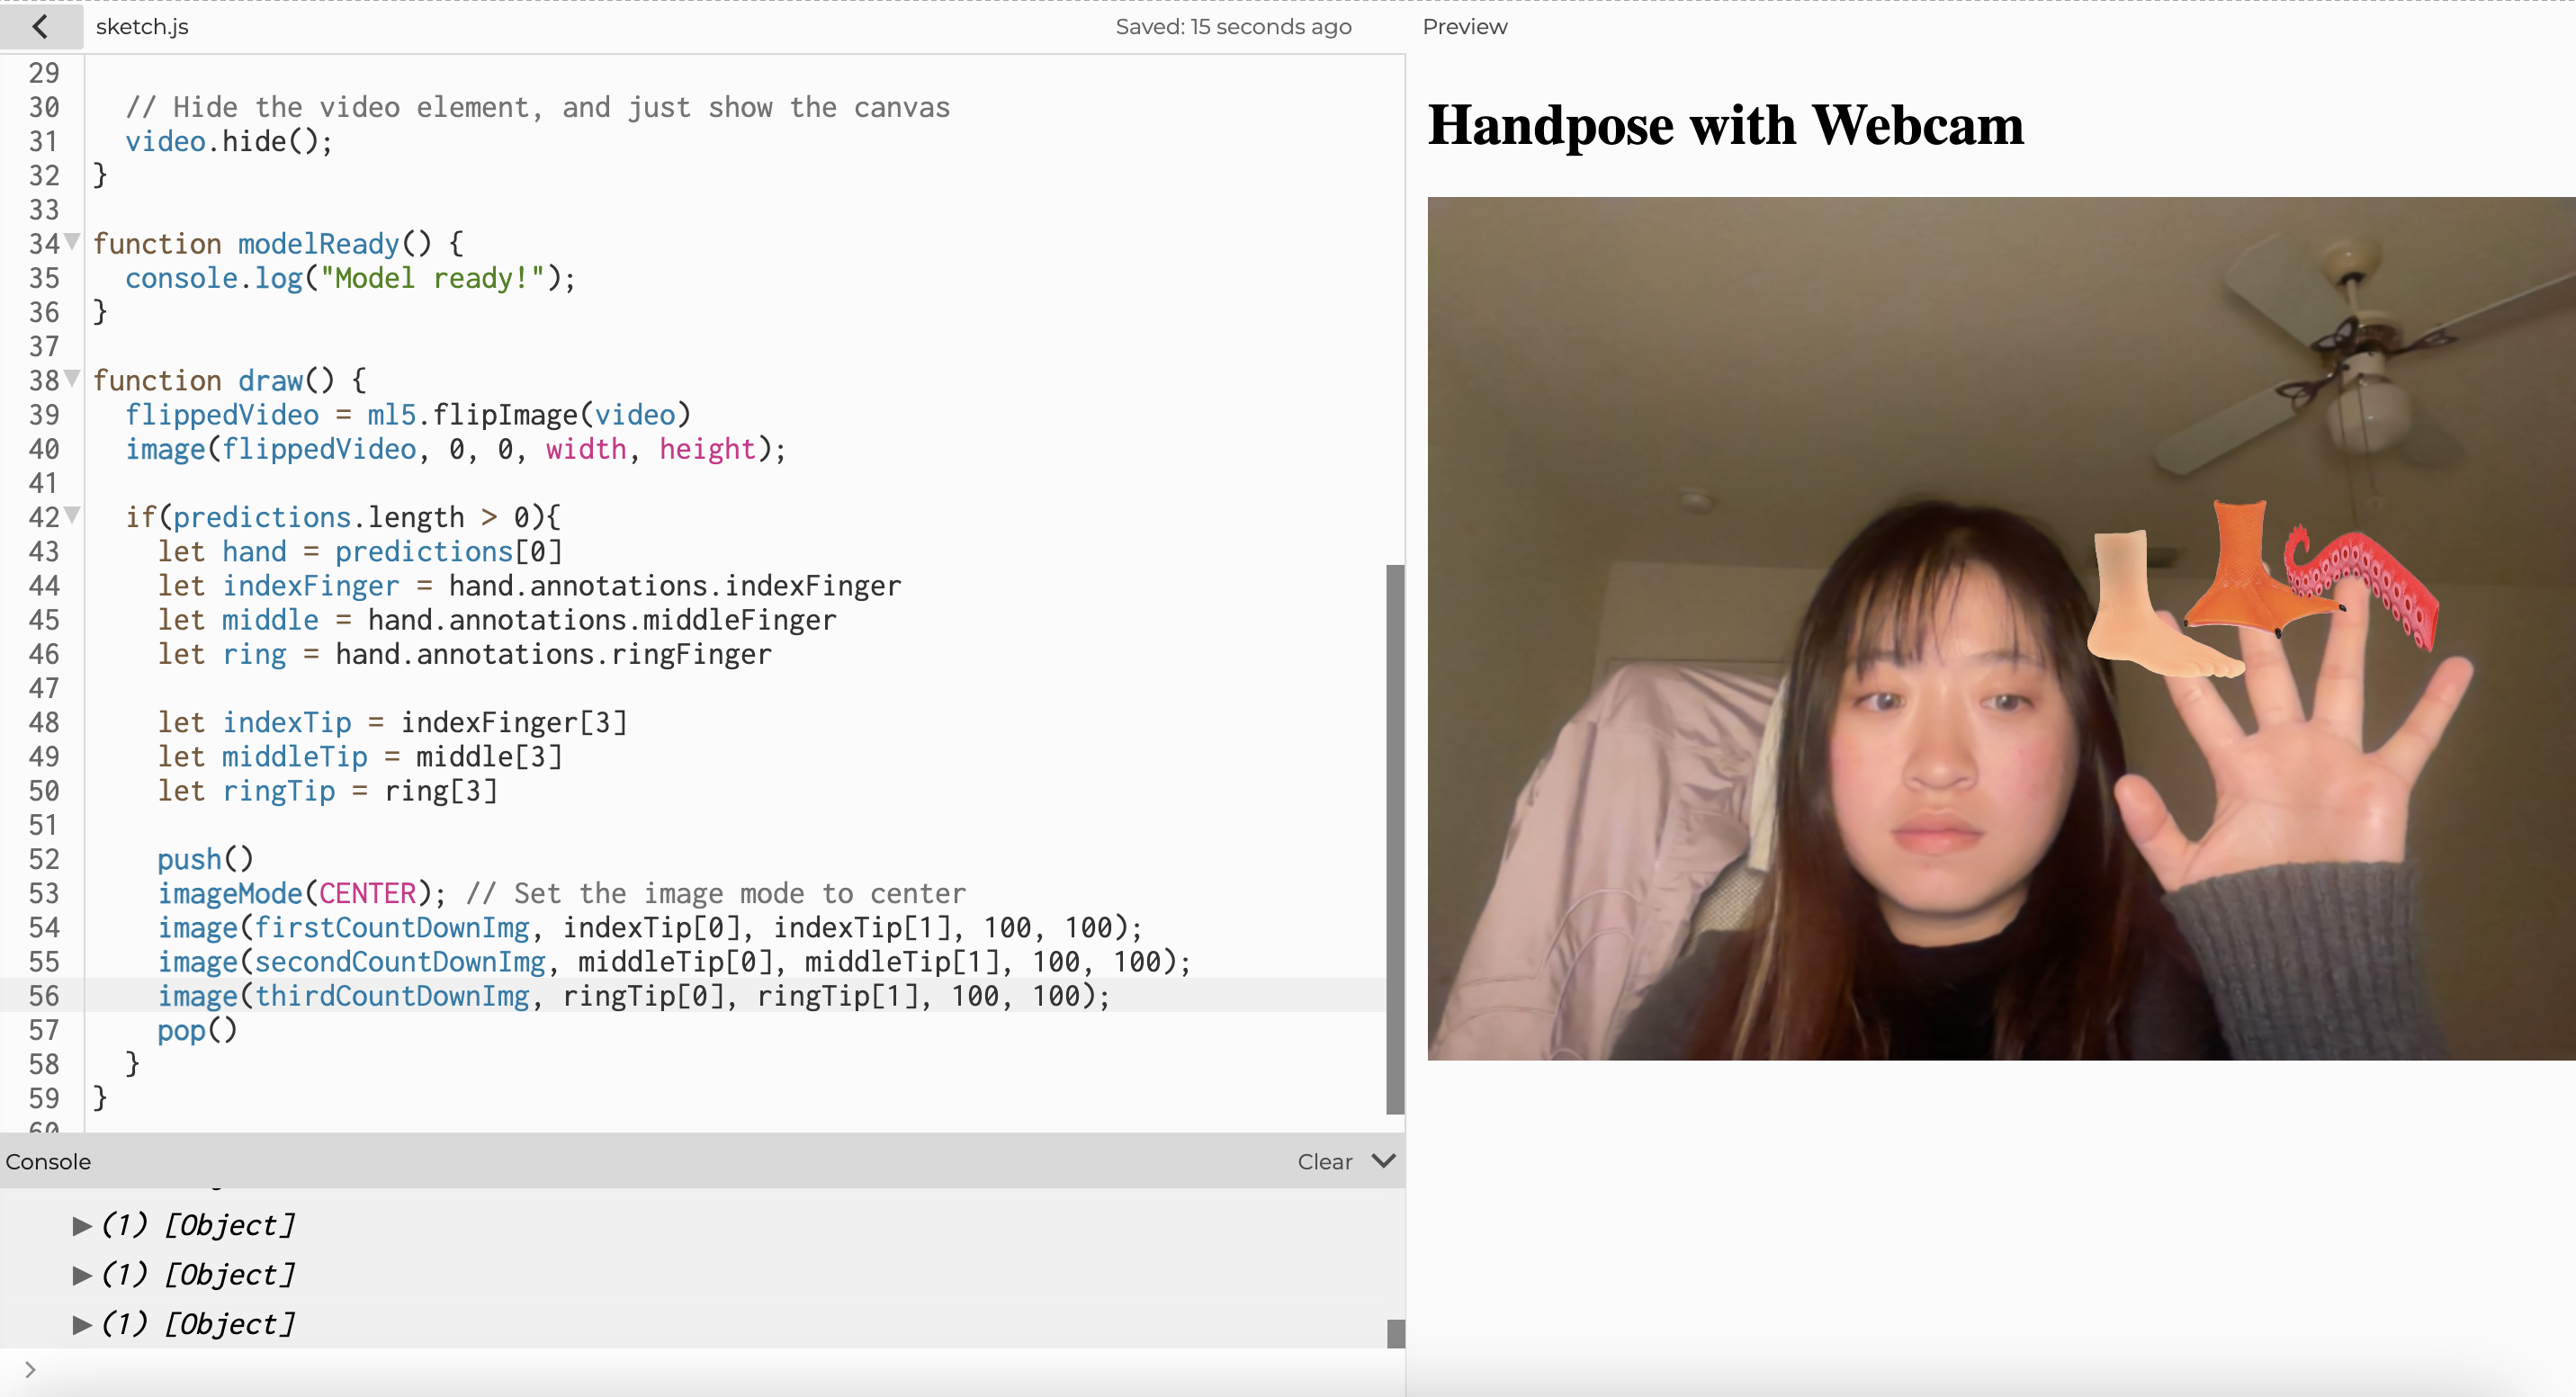 sketch.js
Saved: 15 seconds ago
Preview
29
30 // Hide the video element, and just show the canvas
31 video.hide();
32 }
33
34 function modelReady() {
35 console.log("Model ready!");
36 }
37
38 function draw() {
39 flippedVideo = ml5.flipImage(video)
40 image(flippedVideo, 0, 0, width, height);
41
42 if(predictions.length > 0){
43 let hand = predictions[0]
44 let indexFinger = hand.annotations.indexFinger
45 let middle = hand.annotations.middleFinger
46 let ring = hand.annotations.ringFinger
47
48 let indexTip = indexFinger[3]
49 let middleTip = middle[3]
50 let ringTip = ring[3]
51
52 push()
53 imageMode(CENTER); // Set the image mode to center
54 image(firstCountDownImg, indexTip[0], indexTip[1], 100, 100);
55 image(secondCountDownImg, middleTip[0], middleTip[1], 100, 100);
56 image(thirdCountDownImg, ringTip[0], ringTip[1], 100, 100);
57 pop()
58 }
59 }
60
Console
Clear
(1) [Object]
(1) [Object]
(1) [Object]
>
Handpose with Webcam